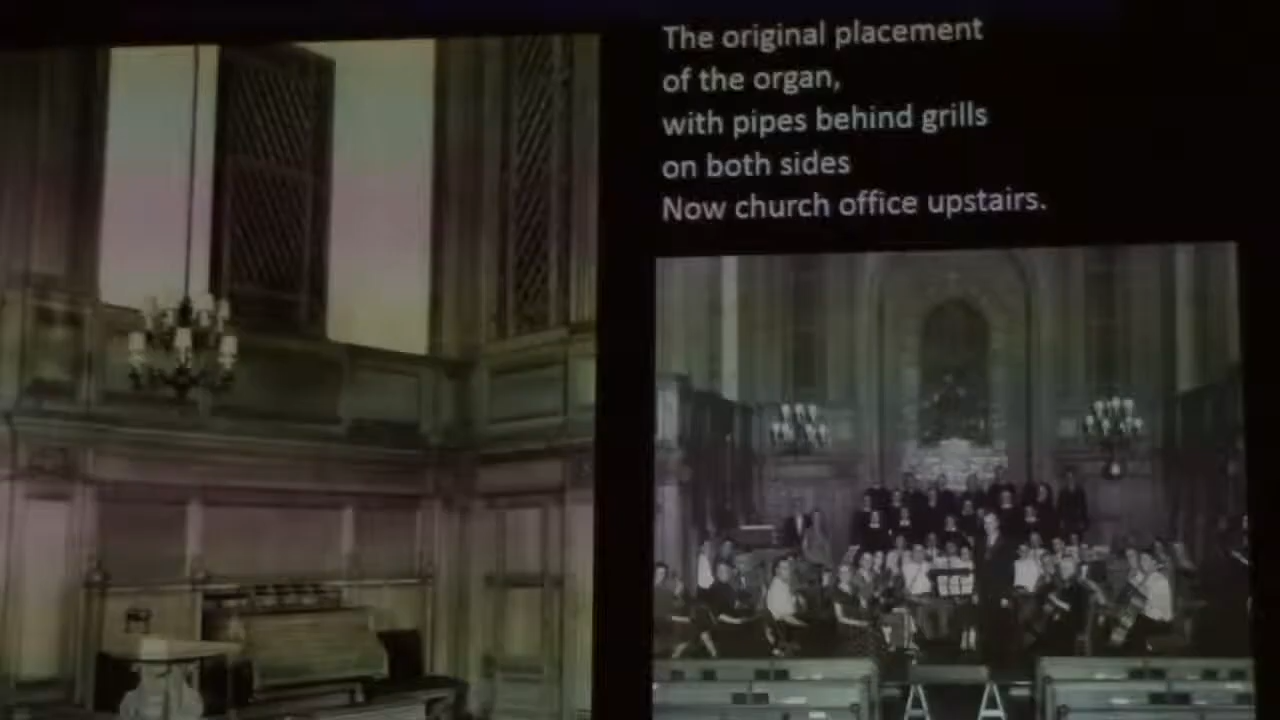 The original placement
of the organ,
with pipes behind grills
on both sides
Now church office upstairs.